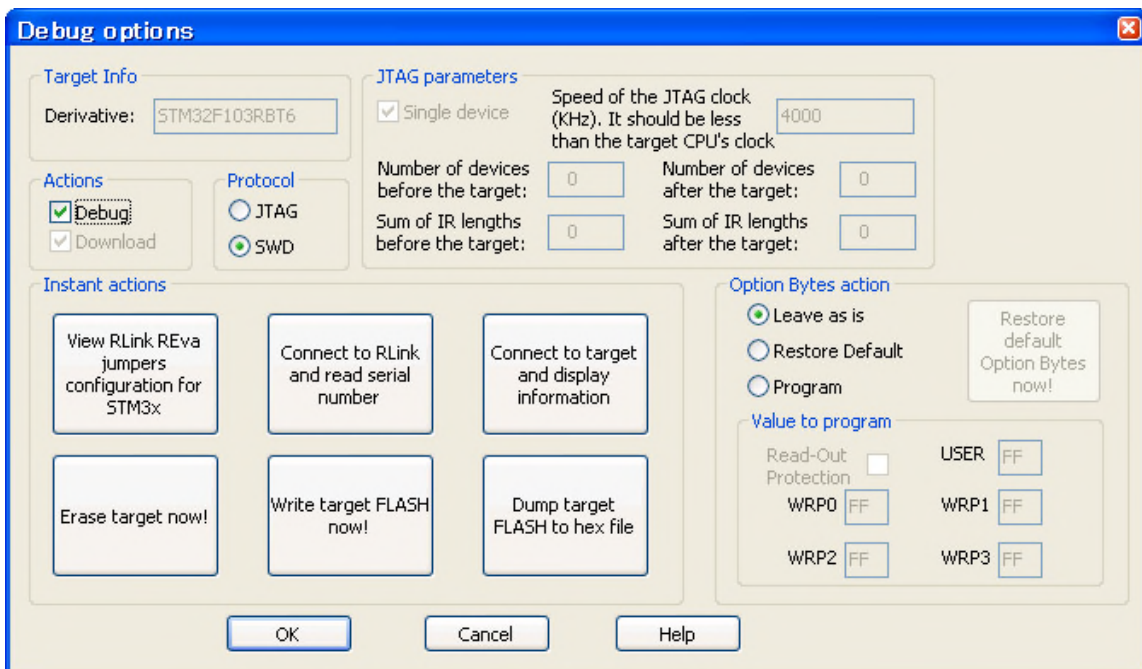 Debug options
Target Info
Derivative: STM32F103RBT6
JTAG parameters
Single device
Speed of the JTAG clock
(KHz). It should be less
than the target CPU's clock
4000
Number of devices
before the target:
0
Number of devices
after the target:
0
Sum of IR lengths
before the target:
0
Sum of IR lengths
after the target:
0
Actions
Debug
Download
Protocol
JTAG
SWD
Instant actions
View RLink REva
jumpers
configuration for
STM3x
Connect to RLink
and read serial
number
Connect to target
and display
information
Erase target now!
Write target FLASH
now!
Dump target
FLASH to hex file
Option Bytes action
Leave as is
Restore Default
Program
Restore
default
Option Bytes
now!
Value to program
Read-Out
Protection
USER FF
WRP0 FF
WRP1 FF
WRP2 FF
WRP3 FF
OK
Cancel
Help